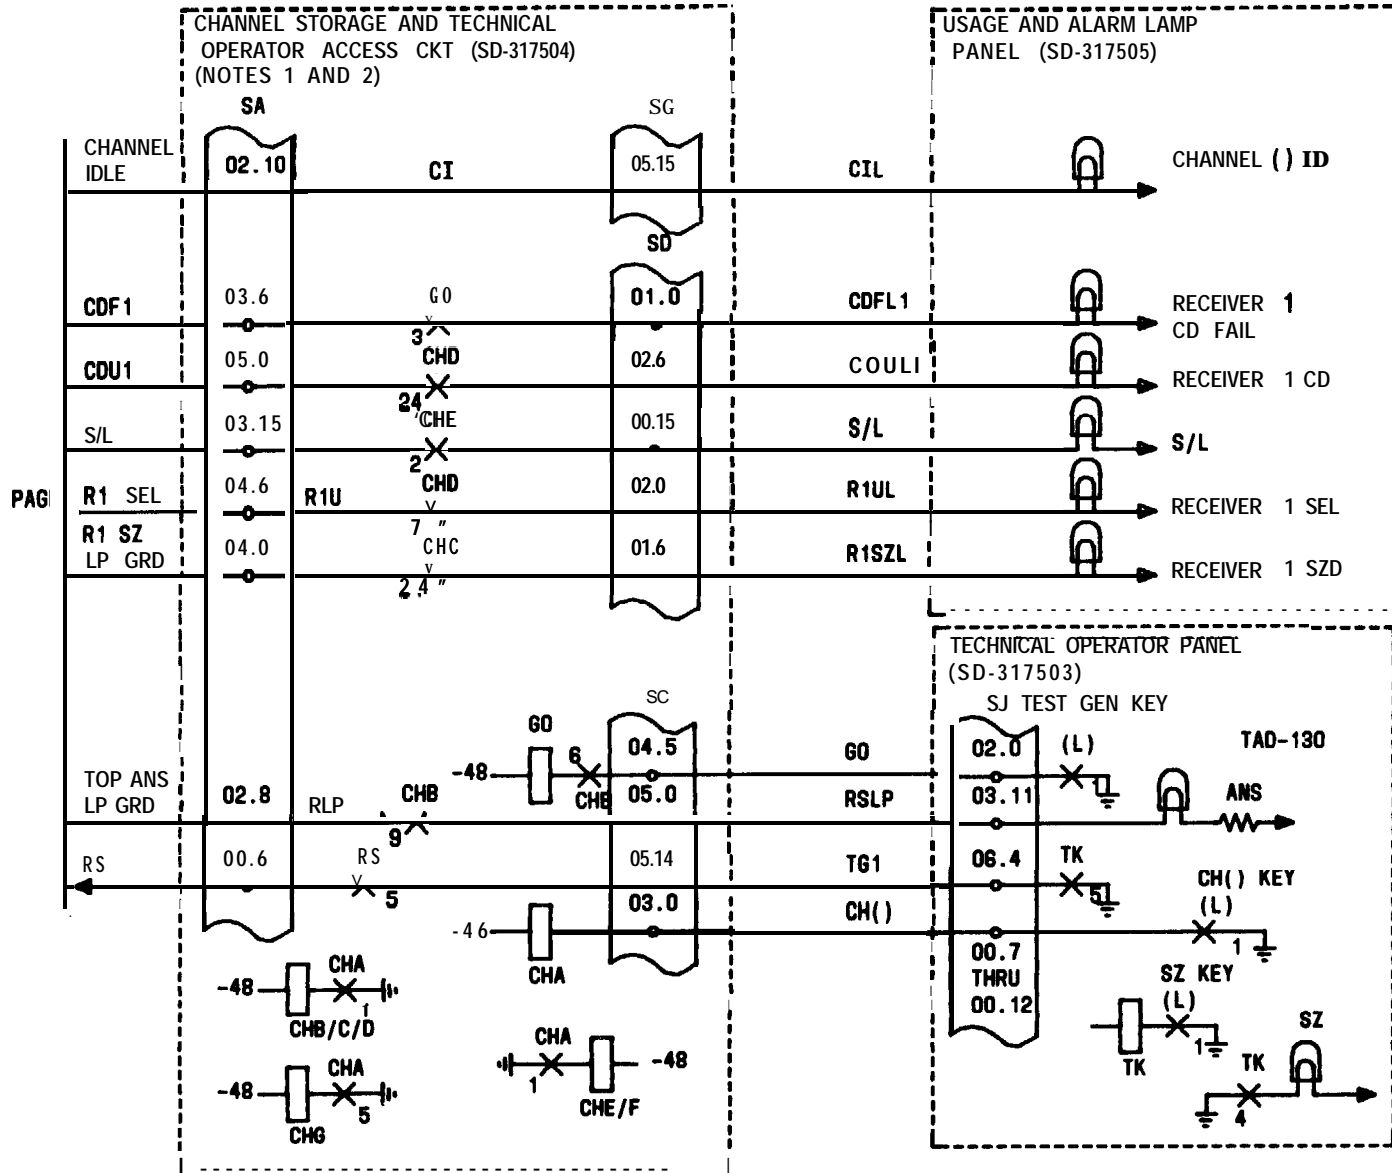 CHANNEL STORAGE AND TECHNICAL
OPERATOR ACCESS CKT (SD-317504)
(NOTES 1 AND 2)
USAGE AND ALARM LAMP
PANEL (SD-317505)
SA
SG
CHANNEL
IDLE
02.10
CI
05.15
CIL
CHANNEL () ID
SD
CDF1
03.6
GO
3
01.0
CDFL1
RECEIVER 1
CD FAIL
CDU1
05.0
CHD
24
02.6
COULI
RECEIVER 1 CD
S/L
03.15
CHE
2
00.15
S/L
S/L
PAG
R1 SEL
04.6
R1U
CHD
7 "
02.0
R1UL
RECEIVER 1 SEL
R1 SZ
LP GRD
04.0
CHC
2.4 "
01.6
R1SZL
RECEIVER 1 SZD
TECHNICAL OPERATOR PANEL
(SD-317503)
SJ TEST GEN KEY
SC
-48
GO
6
CHE
04.5
GO
02.0
(L)
1
TAD-130
TOP ANS
LP GRD
02.8
RLP
CHB
9
05.0
RSLP
03.11
ANS
RS
00.6
RS
5
05.14
TG1
06.4
TK
5
CH() KEY
(L)
1
-46
CHA
03.0
CH()
00.7
THRU
00.12
-48
CHA
1
CHB/C/D
SZ KEY
(L)
1
TK
CHA
1
-48
CHE/F
SZ
TK
4
-48
CHA
5
CHG